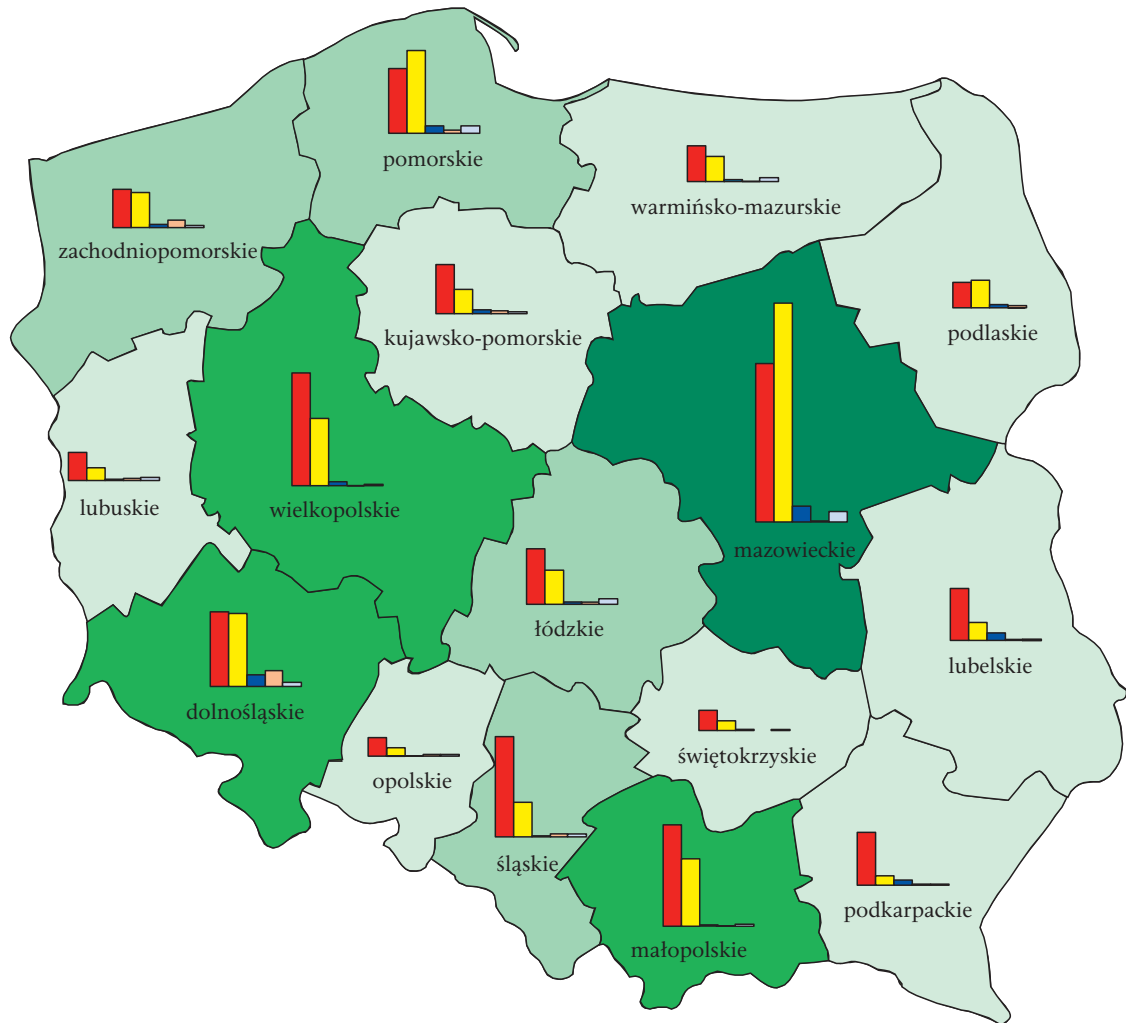 pomorskie
warmińsko-mazurskie
zachodniopomorskie
kujawsko-pomorskie
podlaskie
lubuskie
wielkopolskie
mazowieckie
łódzkie
lubelskie
dolnośląskie
świętokrzyskie
opolskie
śląskie
podkarpackie
małopolskie